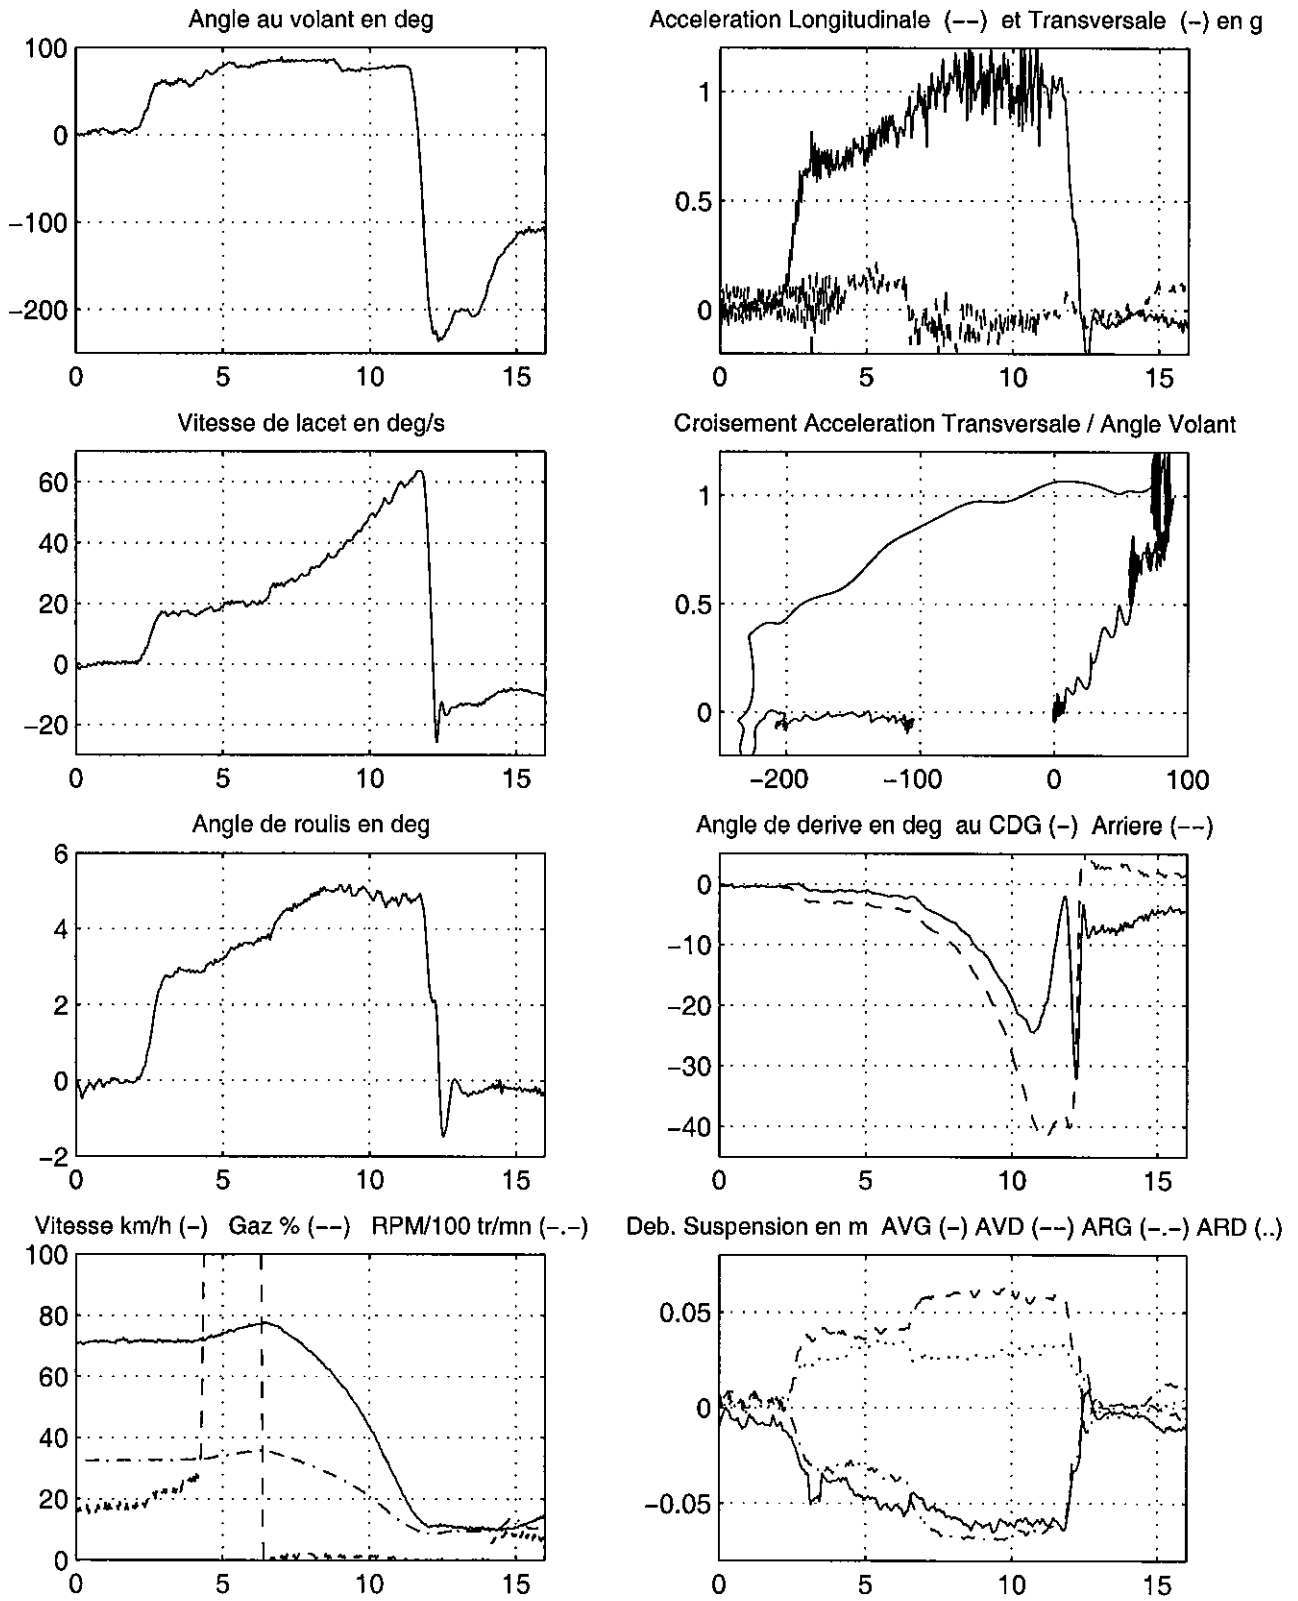 Angle au volant en deg
100
0
−100
−200
0 5 10 15
Acceleration Longitudinale (−−) et Transversale (−) en g
1
0.5
0
0 5 10 15
Vitesse de lacet en deg/s
60
40
20
0
−20
0 5 10 15
Croisement Acceleration Transversale / Angle Volant
1
0.5
0
−200 −100 0 100
Angle de roulis en deg
6
4
2
0
−2
0 5 10 15
Angle de derive en deg au CDG (−) Arriere (−−)
0
−10
−20
−30
−40
0 5 10 15
Vitesse km/h (−) Gaz % (−−) RPM/100 tr/mn (−.−)
100
80
60
40
20
0
0 5 10 15
Deb. Suspension en m AVG (−) AVD (−−) ARG (−.−) ARD (..)
0.05
0
−0.05
0 5 10 15